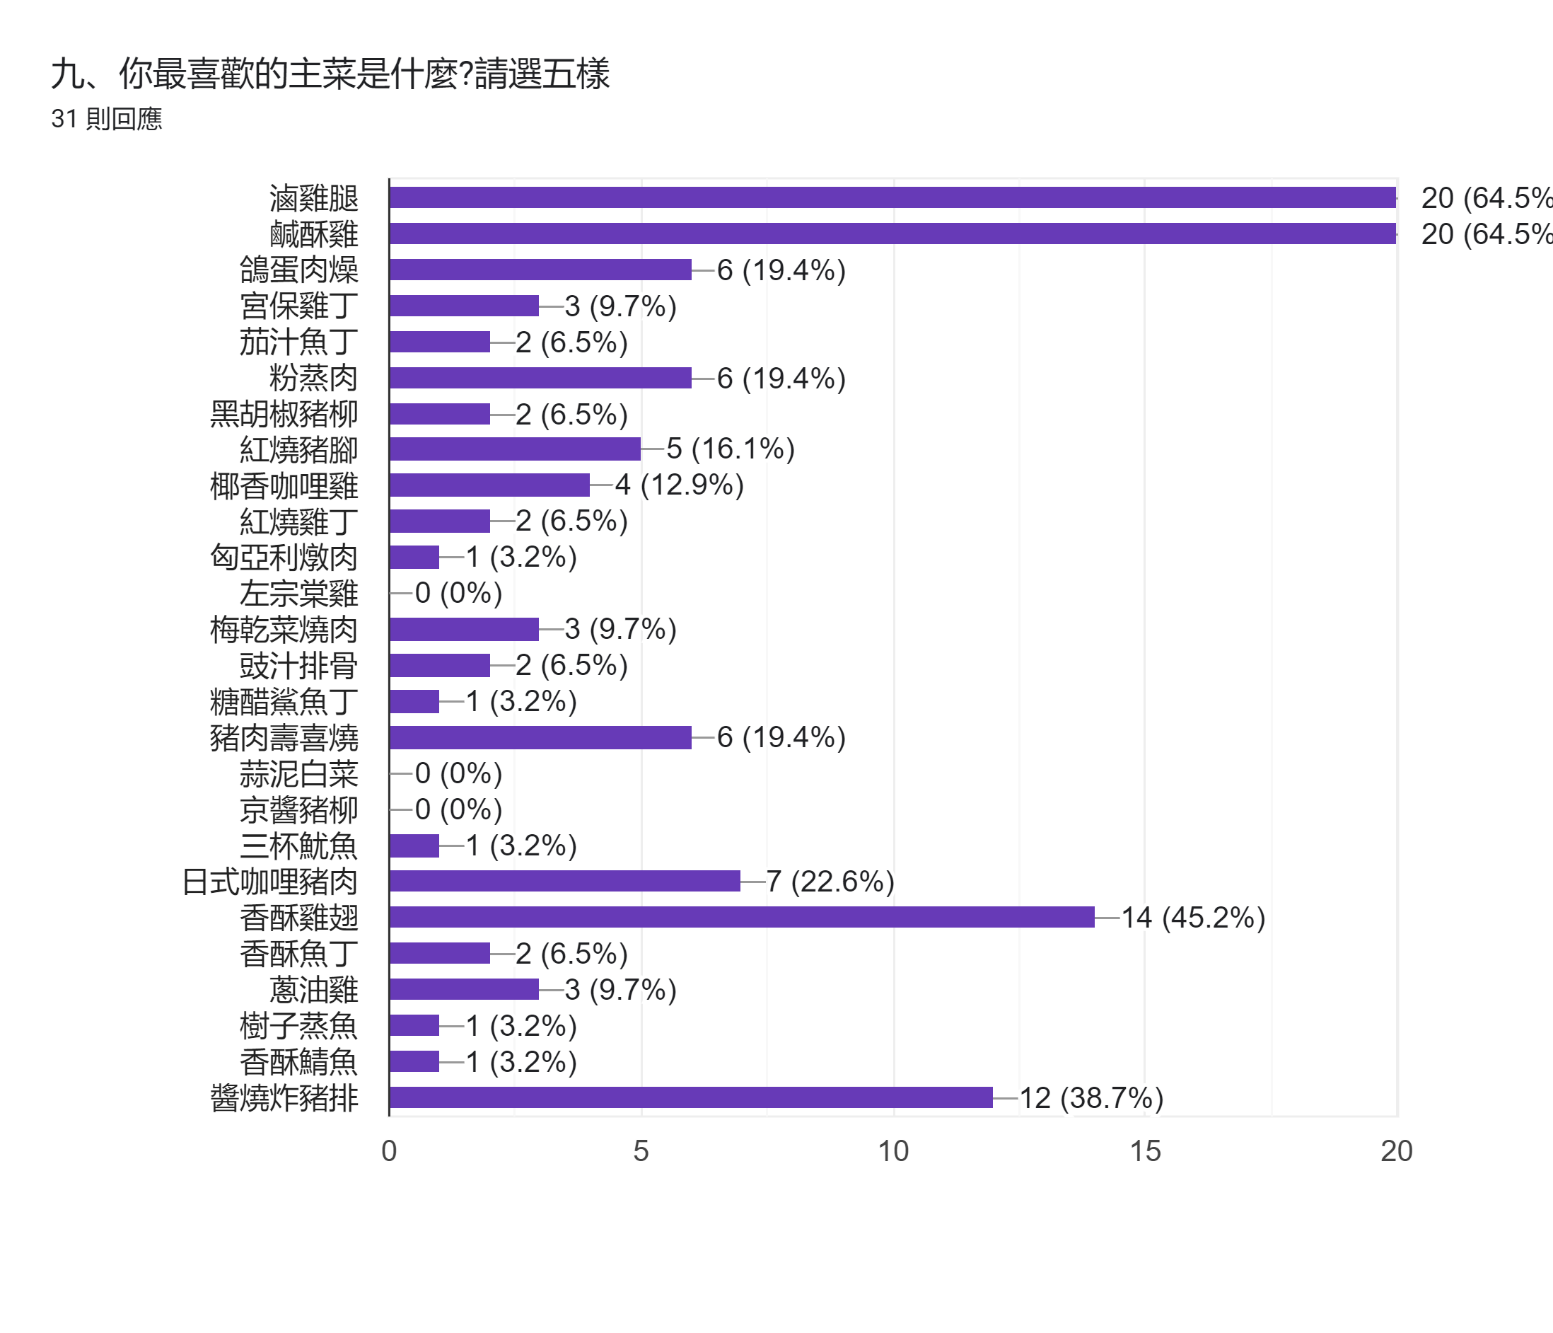 九、你最喜歡的主菜是什麼?請選五樣
31 則回應
滷雞腿 20 (64.5%
鹹酥雞 20 (64.5%
鴿蛋肉燥 6 (19.4%)
宮保雞丁 3 (9.7%)
茄汁魚丁 2 (6.5%)
粉蒸肉 6 (19.4%)
黑胡椒豬柳 2 (6.5%)
紅燒豬腳 5 (16.1%)
椰香咖哩雞 4 (12.9%)
紅燒雞丁 2 (6.5%)
匈亞利燉肉 1 (3.2%)
左宗棠雞 0 (0%)
梅乾菜燒肉 3 (9.7%)
豉汁排骨 2 (6.5%)
糖醋鯊魚丁 1 (3.2%)
豬肉壽喜燒 6 (19.4%)
蒜泥白菜 0 (0%)
京醬豬柳 0 (0%)
三杯魷魚 1 (3.2%)
日式咖哩豬肉 7 (22.6%)
香酥雞翅 14 (45.2%)
香酥魚丁 2 (6.5%)
蔥油雞 3 (9.7%)
樹子蒸魚 1 (3.2%)
香酥鯖魚 1 (3.2%)
醬燒炸豬排 12 (38.7%)
0 5 10 15 20